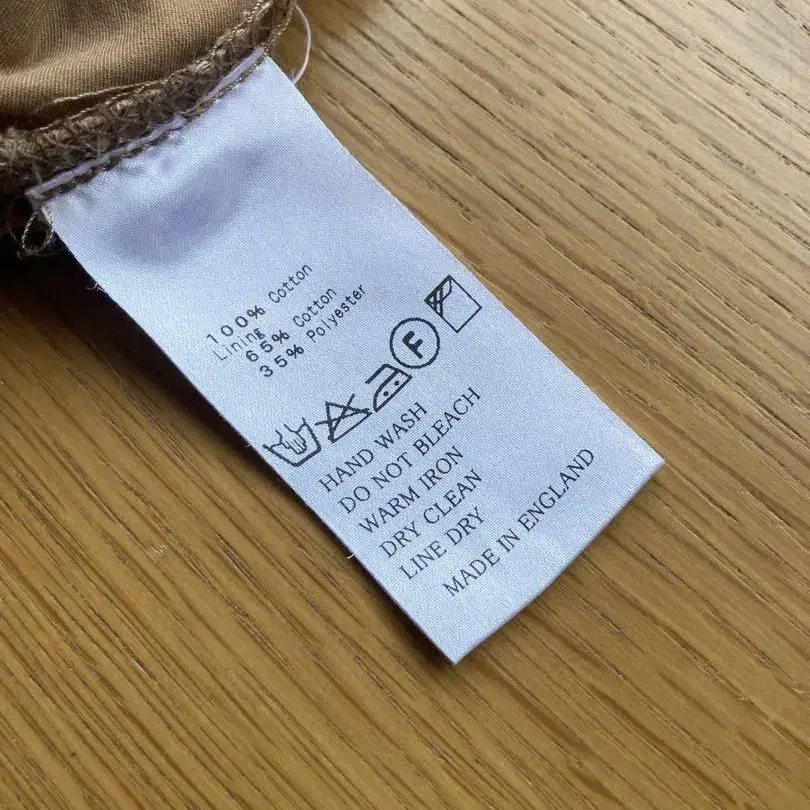 100% Cotton
Lining
65% Cotton
35% Polyester
F
HAND WASH
DO NOT BLEACH
WARM IRON
DRY CLEAN
LINE DRY
MADE IN ENGLAND